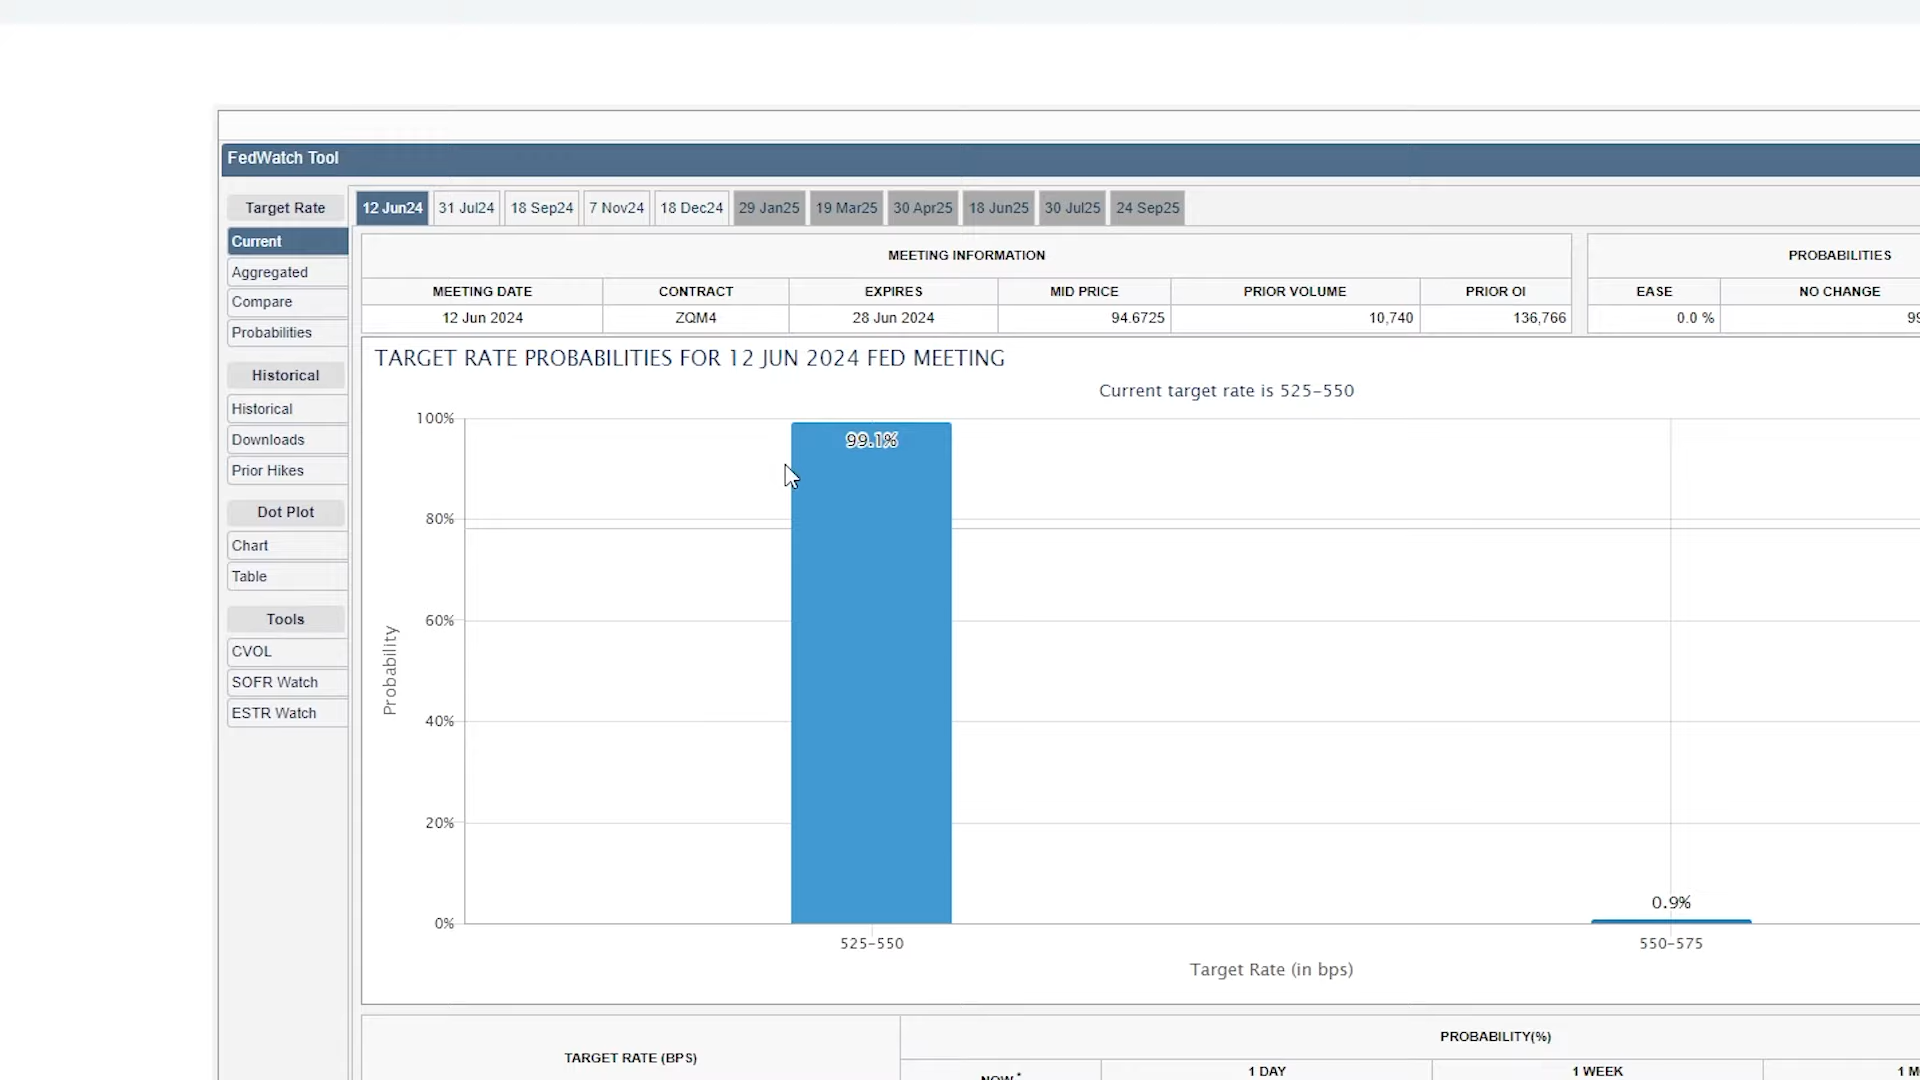 FedWatch Tool
Target Rate
Current
Aggregated
Compare
Probabilities
Historical
Historical
Downloads
Prior Hikes
Dot Plot
Chart
Table
Tools
CVOL
SOFR Watch
ESTR Watch
12 Jun24 31 Jul24 18 Sep24 7 Nov24 18 Dec24 29 Jan25 19 Mar25 30 Apr25 18 Jun25 30 Jul25 24 Sep25
MEETING INFORMATION
MEETING DATE CONTRACT EXPIRES MID PRICE PRIOR VOLUME PRIOR OI
12 Jun 2024 ZQM4 28 Jun 2024 94.6725 10,740 136,766
PROBABILITIES
EASE NO CHANGE
0.0 %
TARGET RATE PROBABILITIES FOR 12 JUN 2024 FED MEETING
Current target rate is 525-550
Probability
100%
80%
60%
40%
20%
0%
99.1%
0.9%
525-550 550-575
Target Rate (in bps)
TARGET RATE (BPS)
PROBABILITY(%)
NOW * 1 DAY 1 WEEK